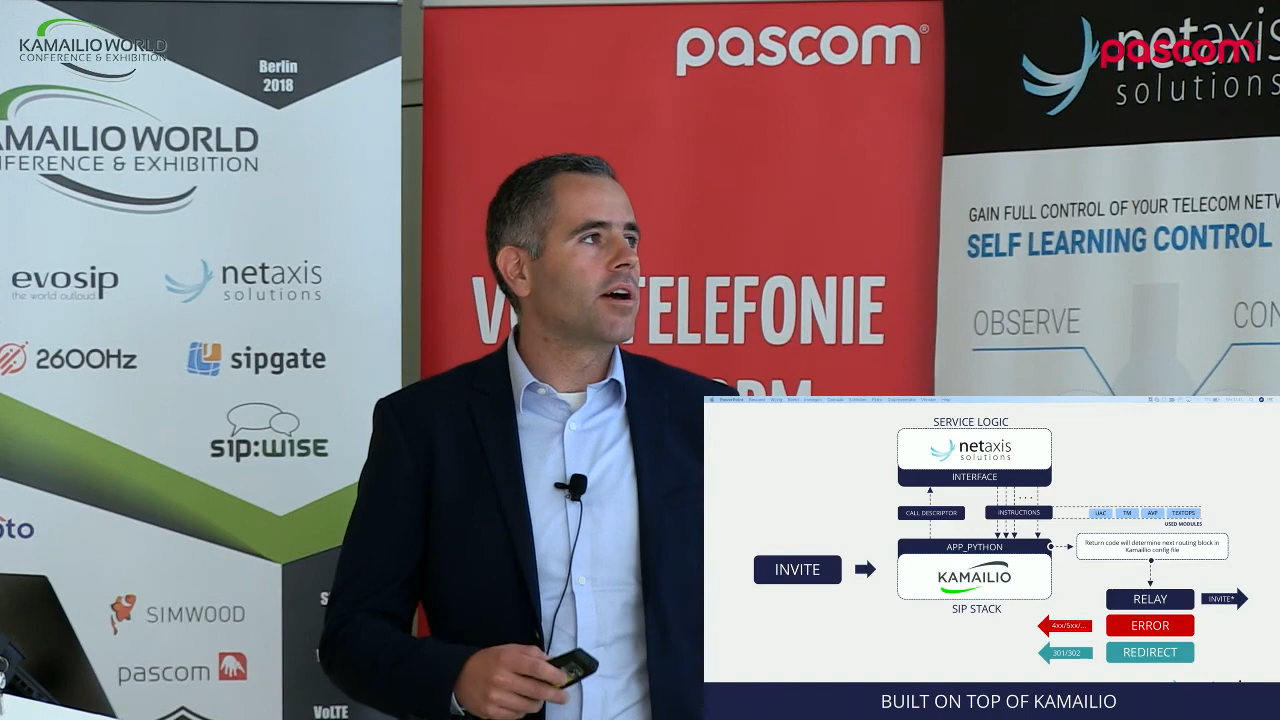 KAMAILIO WORLD
CONFERENCE & EXHIBITION
Berlin
2018
AMAILIO WORLD
NFERENCE & EXHIBITION
evosip
the world outloud
netaxis
solutions
2600Hz
sipgate
sip:wise
oto
SIMWOOD
pascom
VoLTE
pascom®
TELEFONIE
netaxis
solutions
pascom
GAIN FULL CONTROL OF YOUR TELECOM NETW
SELF LEARNING CONTROL
OBSERVE
CON
SERVICE LOGIC
netaxis
solutions
INTERFACE
CALL DESCRIPTOR
INSTRUCTIONS
UAC
TM
AVP
TEXTOPS
USED MODULES
APP_PYTHON
KAMAILIO
SIP STACK
Return code will determine next routing block in
Kamailio config file
INVITE
RELAY
INVITE*
4xx/5xx/...
ERROR
301/302
REDIRECT
BUILT ON TOP OF KAMAILIO